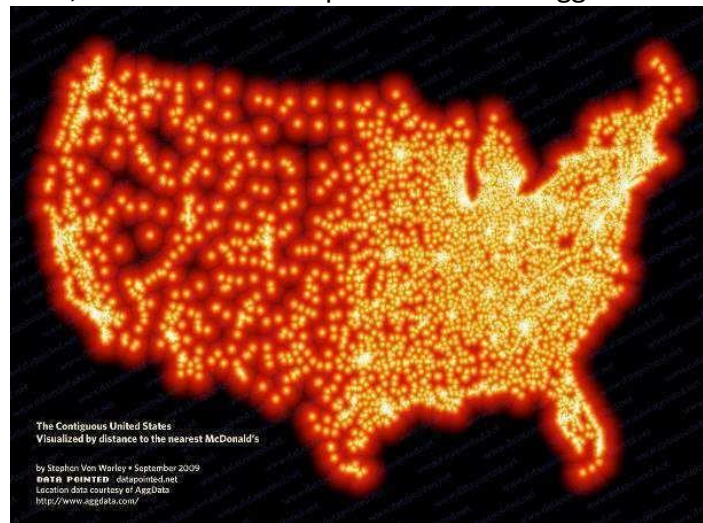 The Contiguous United States
Visualized by distance to the nearest McDonald's
by Stephen Von Worley • September 2009
DATA POINTED datapointed.net
Location data courtesy of AggData
http://www.aggdata.com/